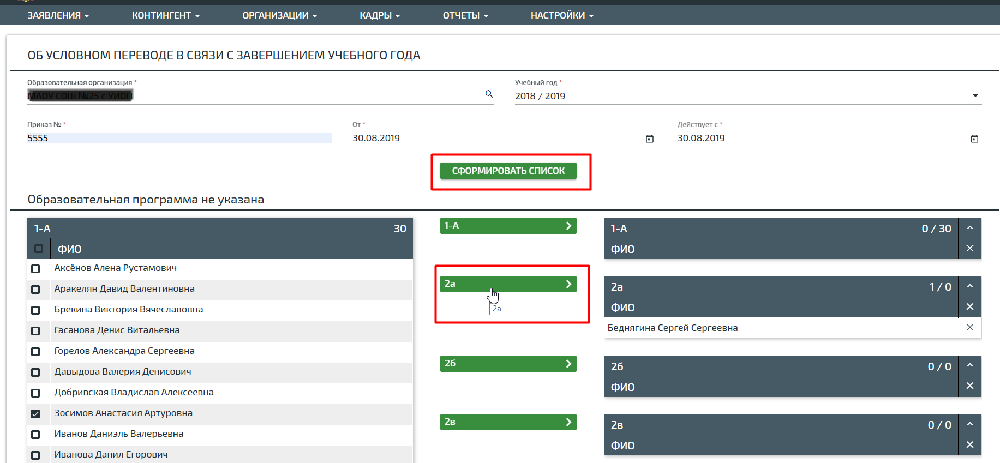 ЗАЯВЛЕНИЯ КОНТИНГЕНТ ОРГАНИЗАЦИИ КАДРЫ ОТЧЕТЫ НАСТРОЙКИ
ОБ УСЛОВНОМ ПЕРЕВОДЕ В СВЯЗИ С ЗАВЕРШЕНИЕМ УЧЕБНОГО ГОДА
Образовательная организация * Учебный год *
МАОУ СОШ №25 с УИОП 2018 / 2019
Приказ № * От * Действует с *
5555 30.08.2019 30.08.2019
СФОРМИРОВАТЬ СПИСОК
Образовательная программа не указана
1-А 30 1-А 1-А 0 / 30
ФИО ФИО
Аксёнов Алена Рустамович
Аракелян Давид Валентиновна 2а 2а 1 / 0
Брекина Виктория Вячеславовна 2а ФИО
Гасанова Денис Витальевна Беднягина Сергей Сергеевна
Горелов Александра Сергеевна
Давыдова Валерия Денисович 2б 2б 0 / 0
Добривская Владислав Алексеевна ФИО
Зосимов Анастасия Артуровна 2в 2в 0 / 0
Иванов Даниэль Валерьевна ФИО
Иванова Данил Егорович